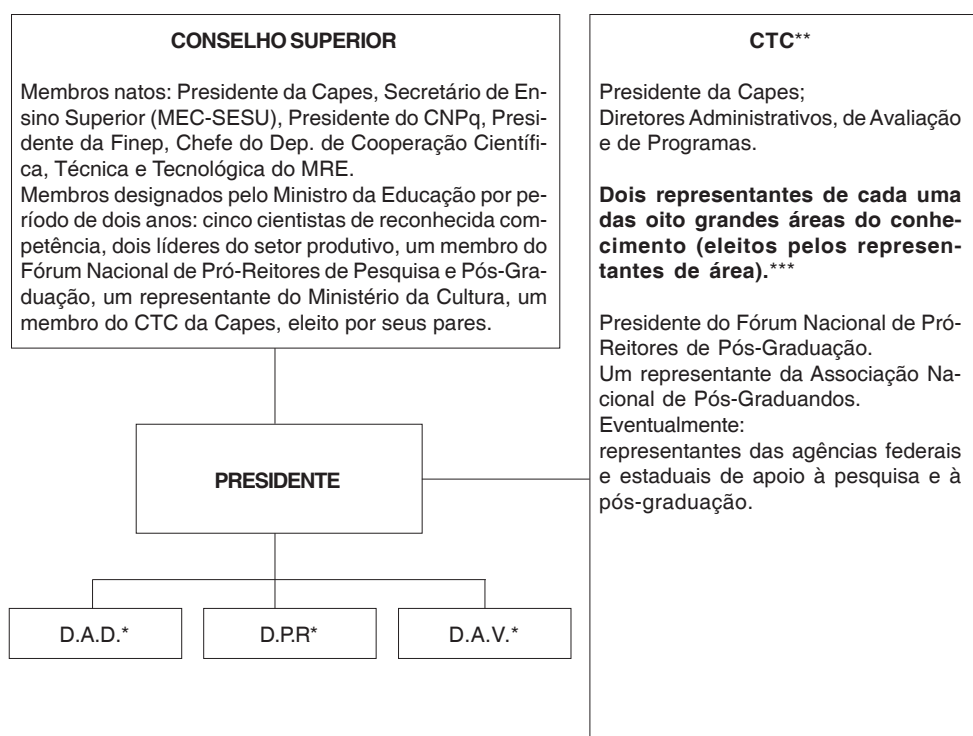 CONSELHO SUPERIOR
Membros natos: Presidente da Capes, Secretário de En-
sino Superior (MEC-SESU), Presidente do CNPq, Presi-
dente da Finep, Chefe do Dep. de Cooperação Científi-
ca, Técnica e Tecnológica do MRE.
Membros designados pelo Ministro da Educação por pe-
ríodo de dois anos: cinco cientistas de reconhecida com-
petência, dois líderes do setor produtivo, um membro do
Fórum Nacional de Pró-Reitores de Pesquisa e Pós-Gra-
duação, um representante do Ministério da Cultura, um
membro do CTC da Capes, eleito por seus pares.
PRESIDENTE
D.A.D.*
D.P.R*
D.A.V.*
CTC**
Presidente da Capes;
Diretores Administrativos, de Avaliação
e de Programas.
Dois representantes de cada uma
das oito grandes áreas do conhe-
cimento (eleitos pelos represen-
tantes de área).***
Presidente do Fórum Nacional de Pró-
Reitores de Pós-Graduação.
Um representante da Associação Na-
cional de Pós-Graduandos.
Eventualmente:
representantes das agências federais
e estaduais de apoio à pesquisa e à
pós-graduação.